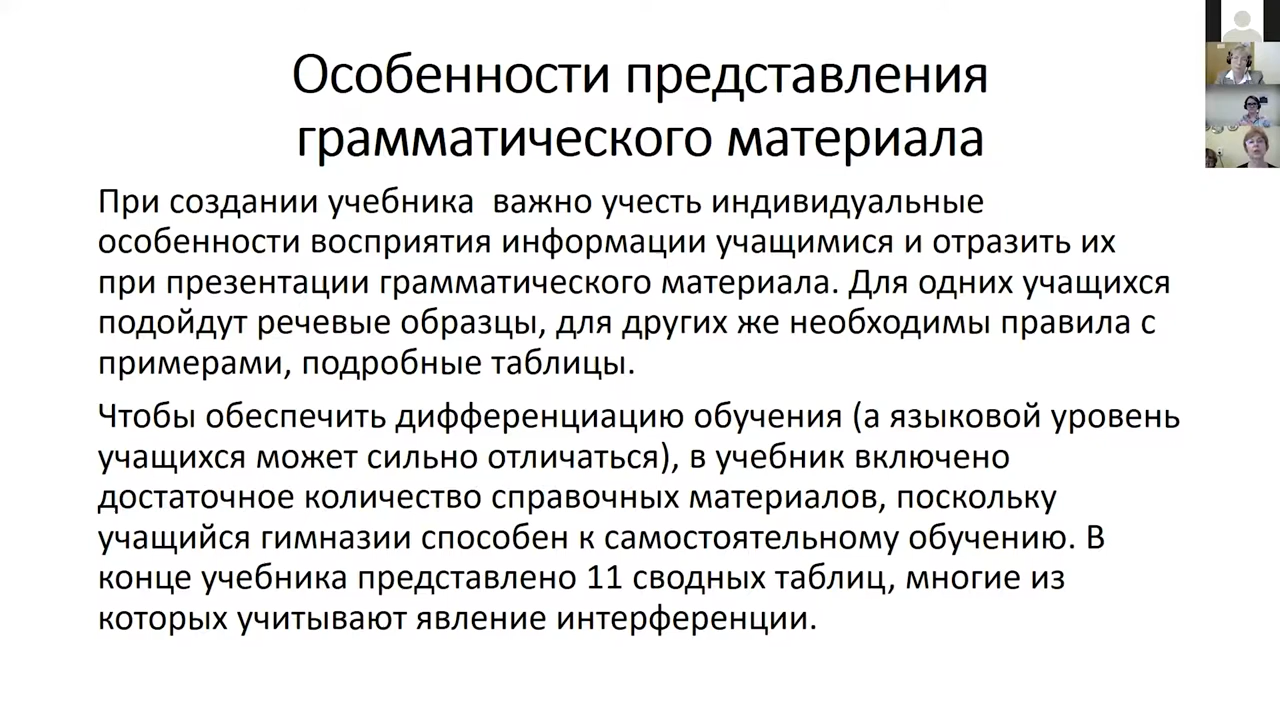 Особенности представления
грамматического материала
При создании учебника  важно учесть индивидуальные
особенности восприятия информации учащимися и отразить их
при презентации грамматического материала. Для одних учащихся
подойдут речевые образцы, для других же необходимы правила с
примерами, подробные таблицы.
Чтобы обеспечить дифференциацию обучения (а языковой уровень
учащихся может сильно отличаться), в учебник включено
достаточное количество справочных материалов, поскольку
учащийся гимназии способен к самостоятельному обучению. В
конце учебника представлено 11 сводных таблиц, многие из
которых учитывают явление интерференции.